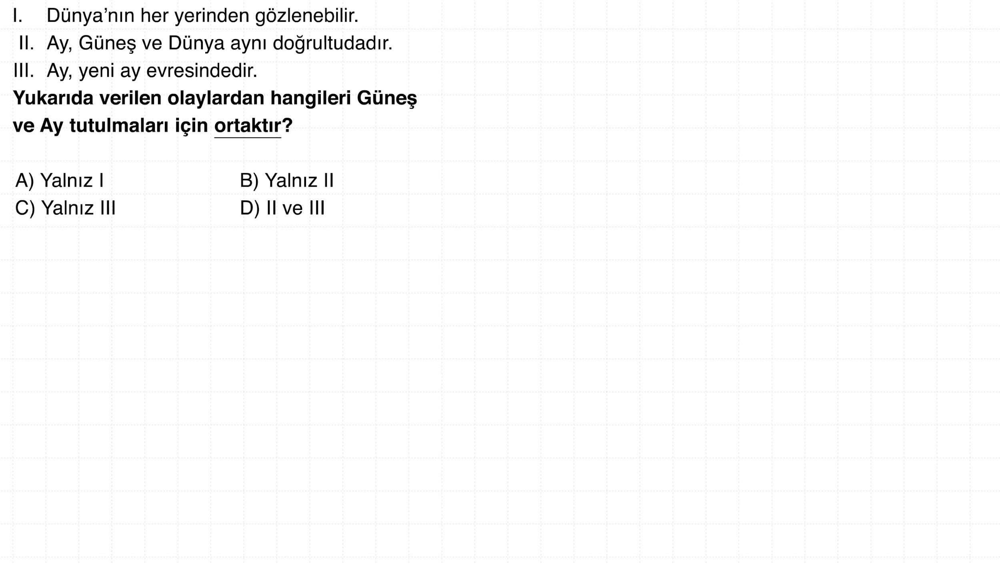 I. Dünya’nın her yerinden gözlenebilir.
II. Ay, Güneş ve Dünya aynı doğrultudadır.
III. Ay, yeni ay evresindedir.
Yukarıda verilen olaylardan hangileri Güneş
ve Ay tutulmaları için ortaktır?
A) Yalnız I B) Yalnız II
C) Yalnız III D) II ve III